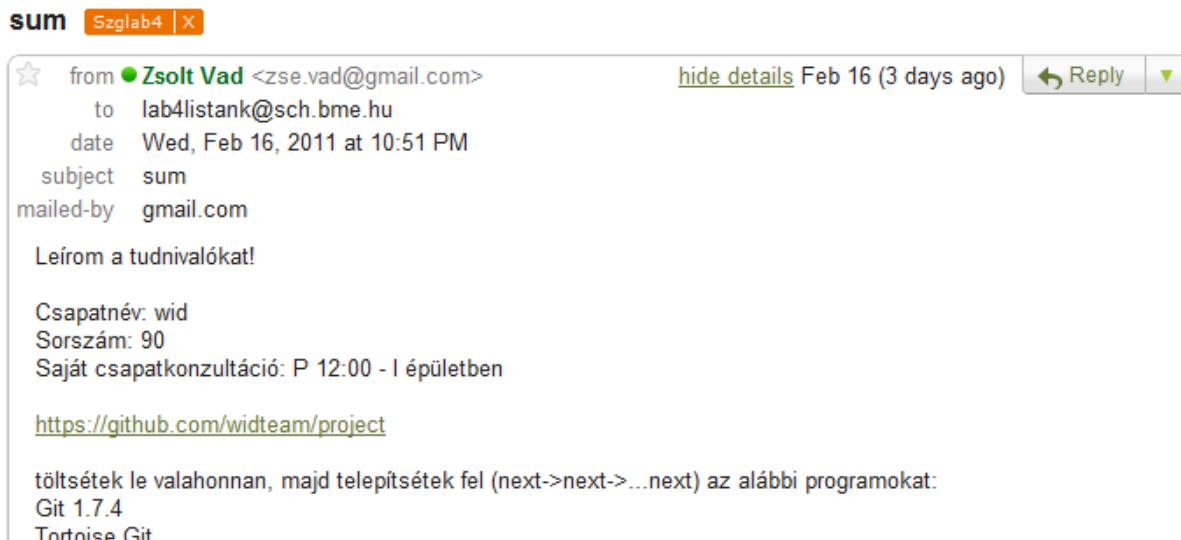 sum Szglab4 X
from Zsolt Vad <zse.vad@gmail.com> hide details Feb 16 (3 days ago) Reply
to lab4listank@sch.bme.hu
date Wed, Feb 16, 2011 at 10:51 PM
subject sum
mailed-by gmail.com
Leírom a tudnivalókat!
Csapatnév: wid
Sorszám: 90
Saját csapatkonzultáció: P 12:00 - I épületben
https://github.com/widteam/project
töltsétek le valahonnan, majd telepítsétek fel (next->next->...next) az alábbi programokat:
Git 1.7.4
Tortoise Git